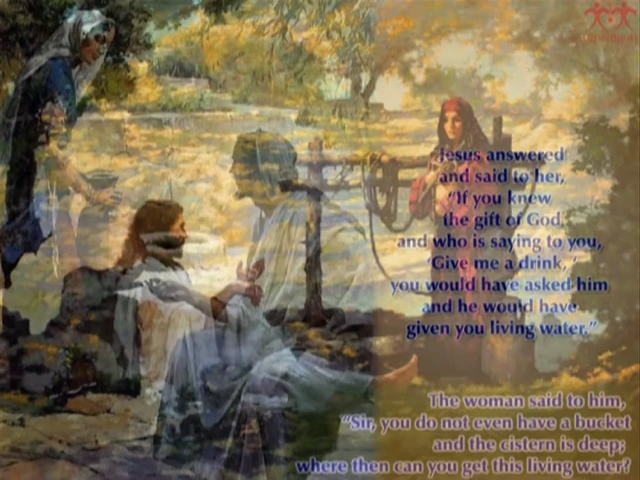 Jesus answered
and said to her,
"If you knew
the gift of God
and who is saying to you,
'Give me a drink, '
you would have asked him
and he would have
given you living water."
The woman said to him,
"Sir, you do not even have a bucket
and the cistern is deep;
where then can you get this living water?